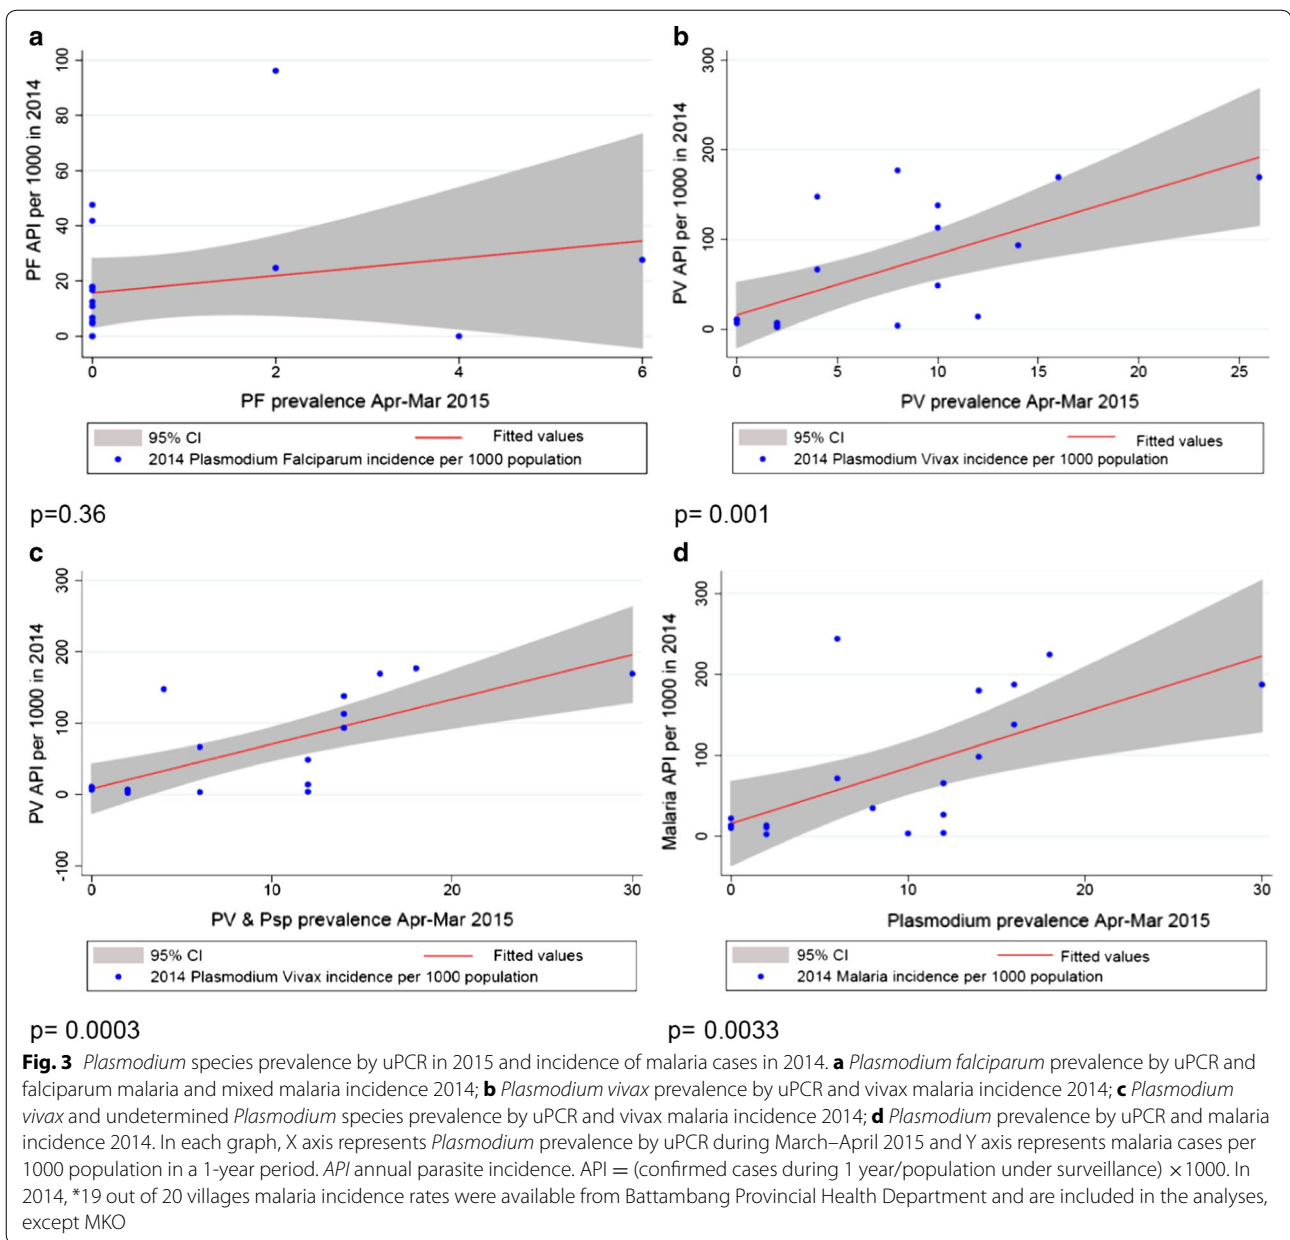 a
PF API per 1000 in 2014
100
80
60
40
20
0
0 2 4 6
PF prevalence Apr-Mar 2015
95% CI Fitted values
2014 Plasmodium Falciparum incidence per 1000 population
p=0.36
b
PV API per 1000 in 2014
300
200
100
0
0 5 10 15 20 25
PV prevalence Apr-Mar 2015
95% CI Fitted values
2014 Plasmodium Vivax incidence per 1000 population
p= 0.001
c
PV API per 1000 in 2014
300
200
100
0
-100
0 10 20 30
PV & Psp prevalence Apr-Mar 2015
95% CI Fitted values
2014 Plasmodium Vivax incidence per 1000 population
p= 0.0003
d
Malaria API per 1000 in 2014
300
200
100
0
0 10 20 30
Plasmodium prevalence Apr-Mar 2015
95% CI Fitted values
2014 Malaria incidence per 1000 population
p= 0.0033
Fig. 3 Plasmodium species prevalence by uPCR in 2015 and incidence of malaria cases in 2014. a Plasmodium falciparum prevalence by uPCR and
falciparum malaria and mixed malaria incidence 2014; b Plasmodium vivax prevalence by uPCR and vivax malaria incidence 2014; c Plasmodium
vivax and undetermined Plasmodium species prevalence by uPCR and vivax malaria incidence 2014; d Plasmodium prevalence by uPCR and malaria
incidence 2014. In each graph, X axis represents Plasmodium prevalence by uPCR during March–April 2015 and Y axis represents malaria cases per
1000 population in a 1-year period. API annual parasite incidence. API = (confirmed cases during 1 year/population under surveillance) ×1000. In
2014, *19 out of 20 villages malaria incidence rates were available from Battambang Provincial Health Department and are included in the analyses,
except MKO